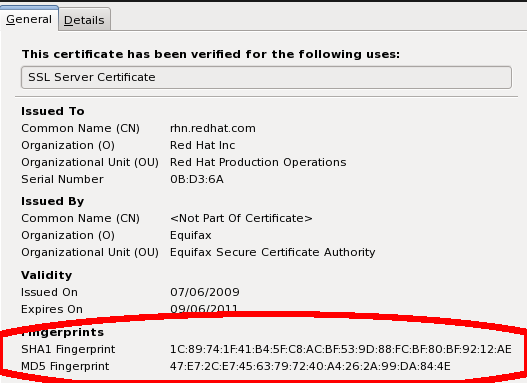 General Details
This certificate has been verified for the following uses:
SSL Server Certificate
Issued To
Common Name (CN) rhn.redhat.com
Organization (O) Red Hat Inc
Organizational Unit (OU) Red Hat Production Operations
Serial Number 0B:D3:6A
Issued By
Common Name (CN) <Not Part Of Certificate>
Organization (O) Equifax
Organizational Unit (OU) Equifax Secure Certificate Authority
Validity
Issued On 07/06/2009
Expires On 09/06/2011
Fingerprints
SHA1 Fingerprint 1C:89:74:1F:41:B4:5F:C8:AC:BF:53:9D:88:FC:BF:80:BF:92:12:AE
MD5 Fingerprint 47:E7:2C:E7:45:63:79:72:40:A4:26:2A:99:DA:84:4E